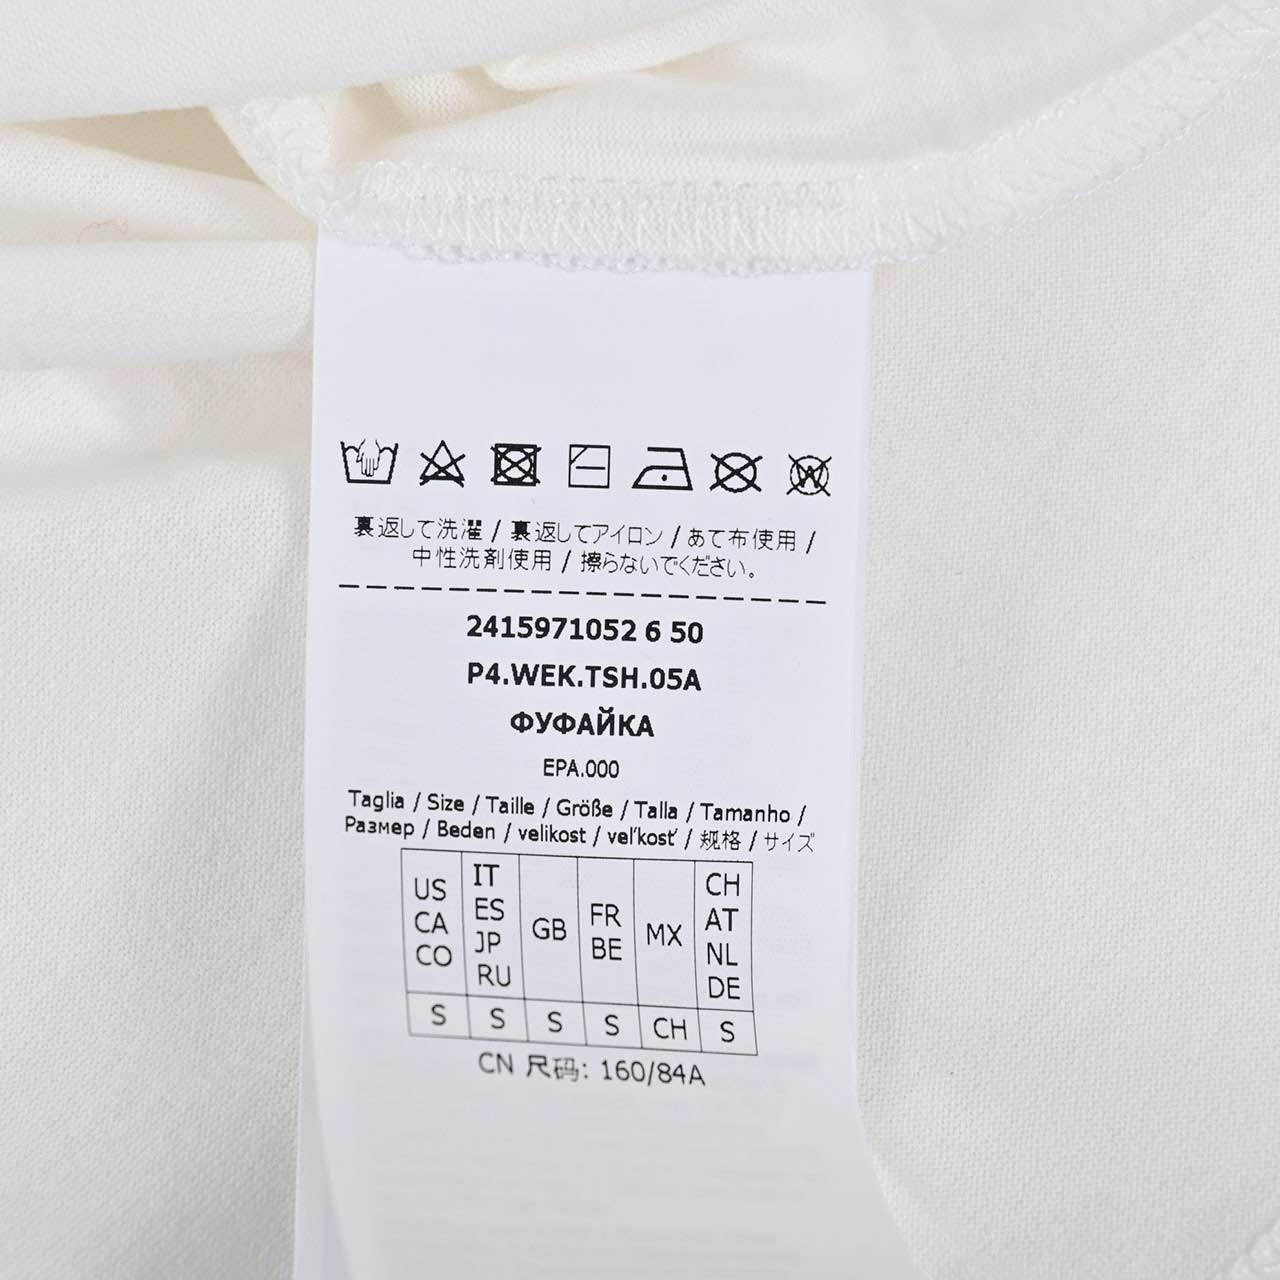 裏返して洗濯 / 裏返してアイロン / あて布使用 /
中性洗剤使用 / 擦らないでください。
2415971052 6 50
P4.WEK.TSH.05A
ФУФАЙКА
EPA.000
Taglia / Size / Taille / Größe / Talla / Tamanho /
Размер / Beden / velikost / veľkosť / 规格 / サイズ
US CA CO
IT ES JP RU
GB
FR BE
MX
CH AT NL DE
S S S S CH S
CN 尺码: 160/84A